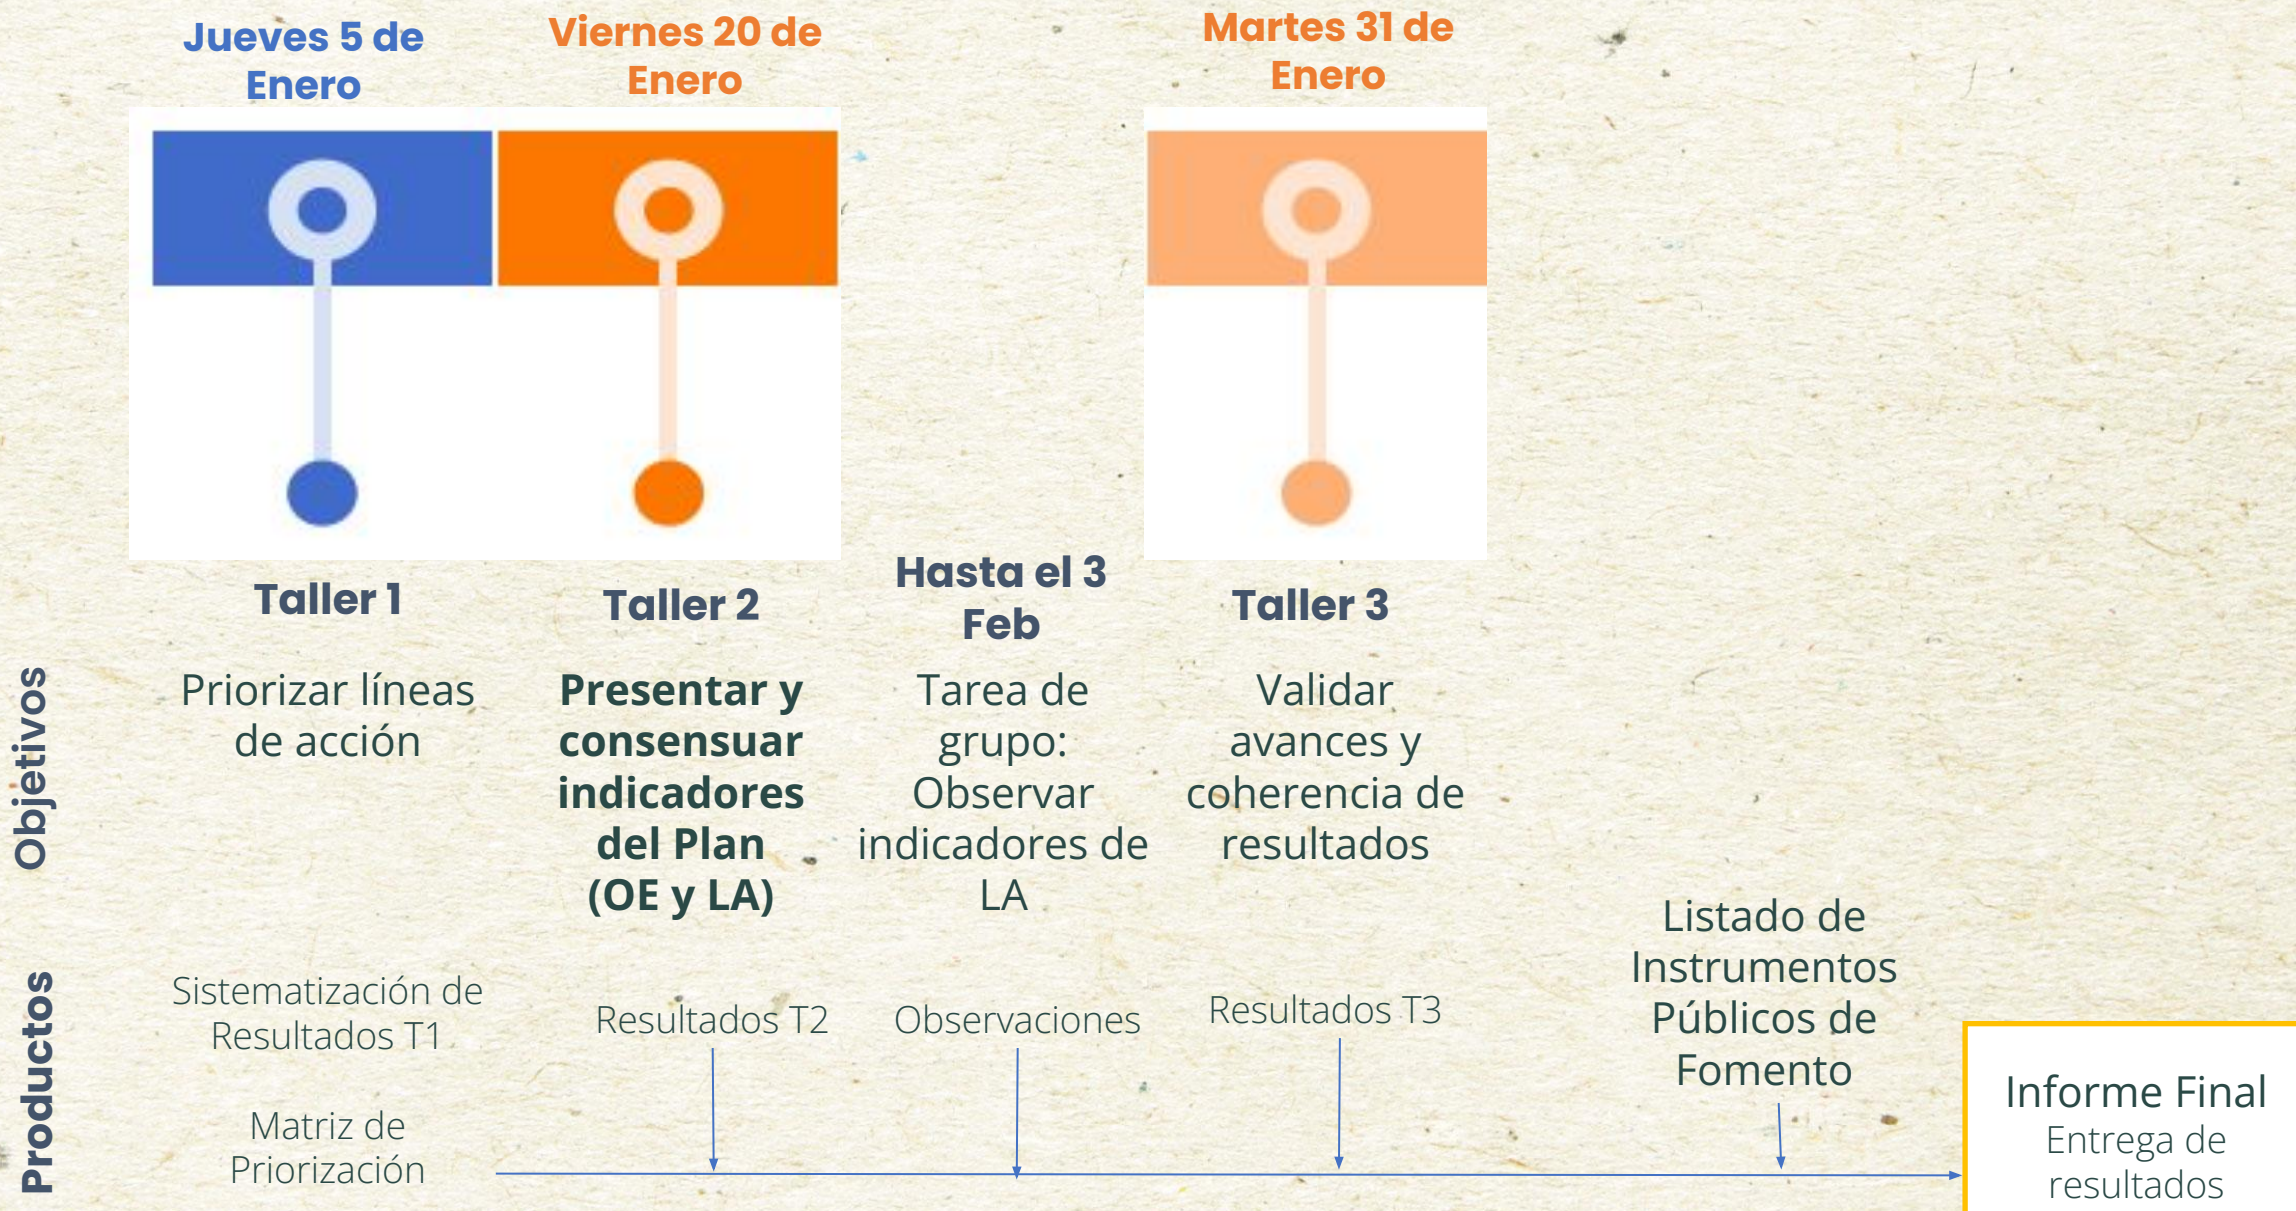 Jueves 5 de
Enero
Viernes 20 de
Enero
Martes 31 de
Enero
Taller 1
Taller 2
Hasta el 3
Feb
Taller 3
Objetivos
Priorizar líneas
de acción
Presentar y
consensuar
indicadores
del Plan
(OE y LA)
Tarea de
grupo:
Observar
indicadores de
LA
Validar
avances y
coherencia de
resultados
Productos
Sistematización de
Resultados T1
Matriz de
Priorización
Resultados T2
Observaciones
Resultados T3
Listado de
Instrumentos
Públicos de
Fomento
Informe Final
Entrega de
resultados